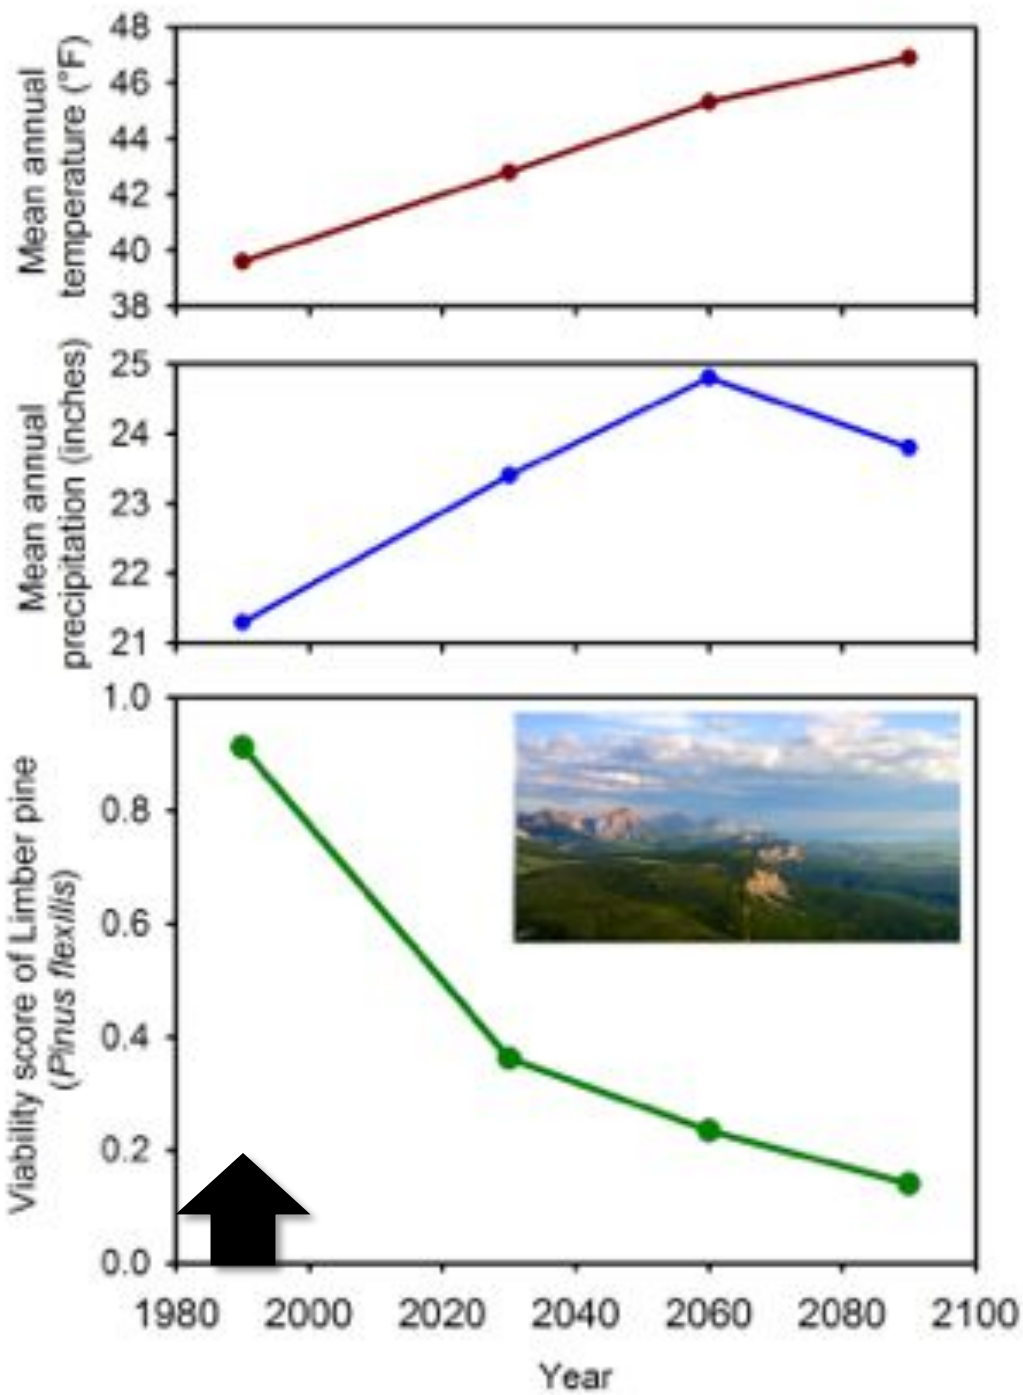 Mean annual
temperature (°F)
48
46
44
42
40
38
Mean annual
precipitation (inches)
25
24
23
22
21
Viability score of Limber pine
(Pinus flexilis)
1.0
0.8
0.6
0.4
0.2
0.0
1980 2000 2020 2040 2060 2080 2100
Year